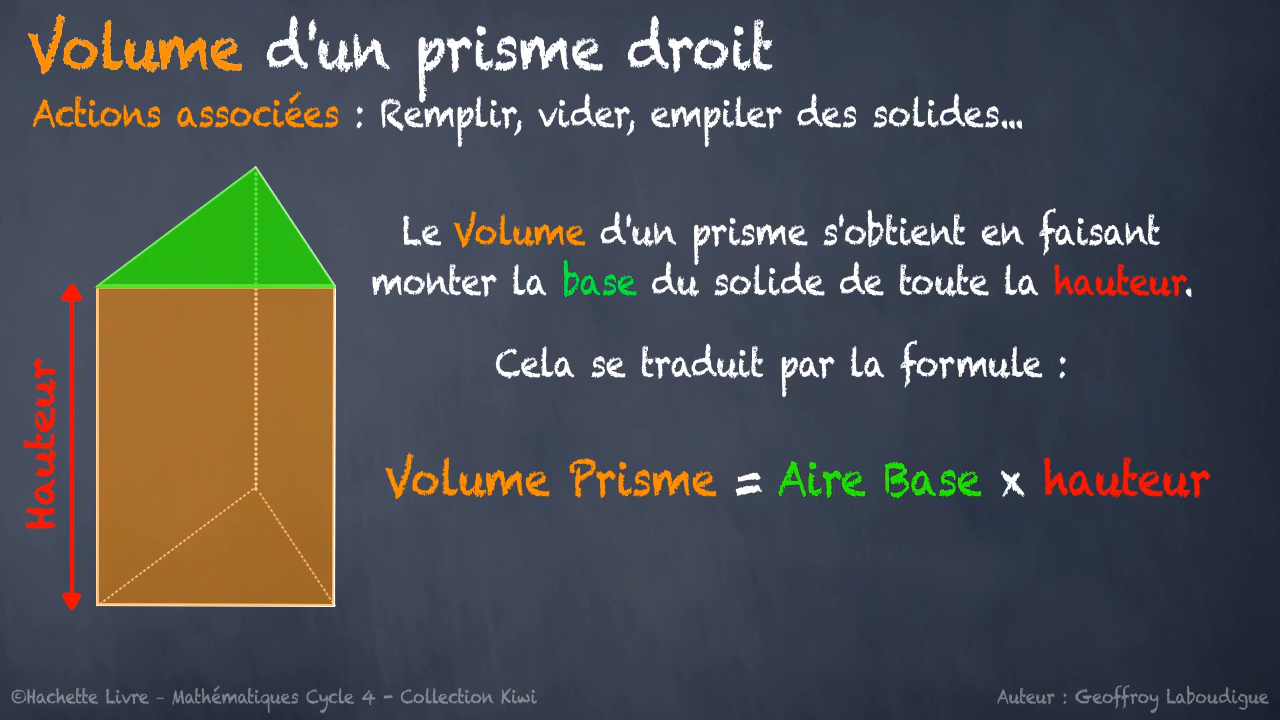 Volume d'un prisme droit
Actions associées : Remplir, vider, empiler des solides...
Le Volume d'un prisme s'obtient en faisant
monter la base du solide de toute la hauteur.
Cela se traduit par la formule :
Hauteur
Volume Prisme = Aire Base x hauteur
©Hachette Livre - Mathématiques Cycle 4 - Collection Kiwi
Auteur : Geoffroy Laboudigue